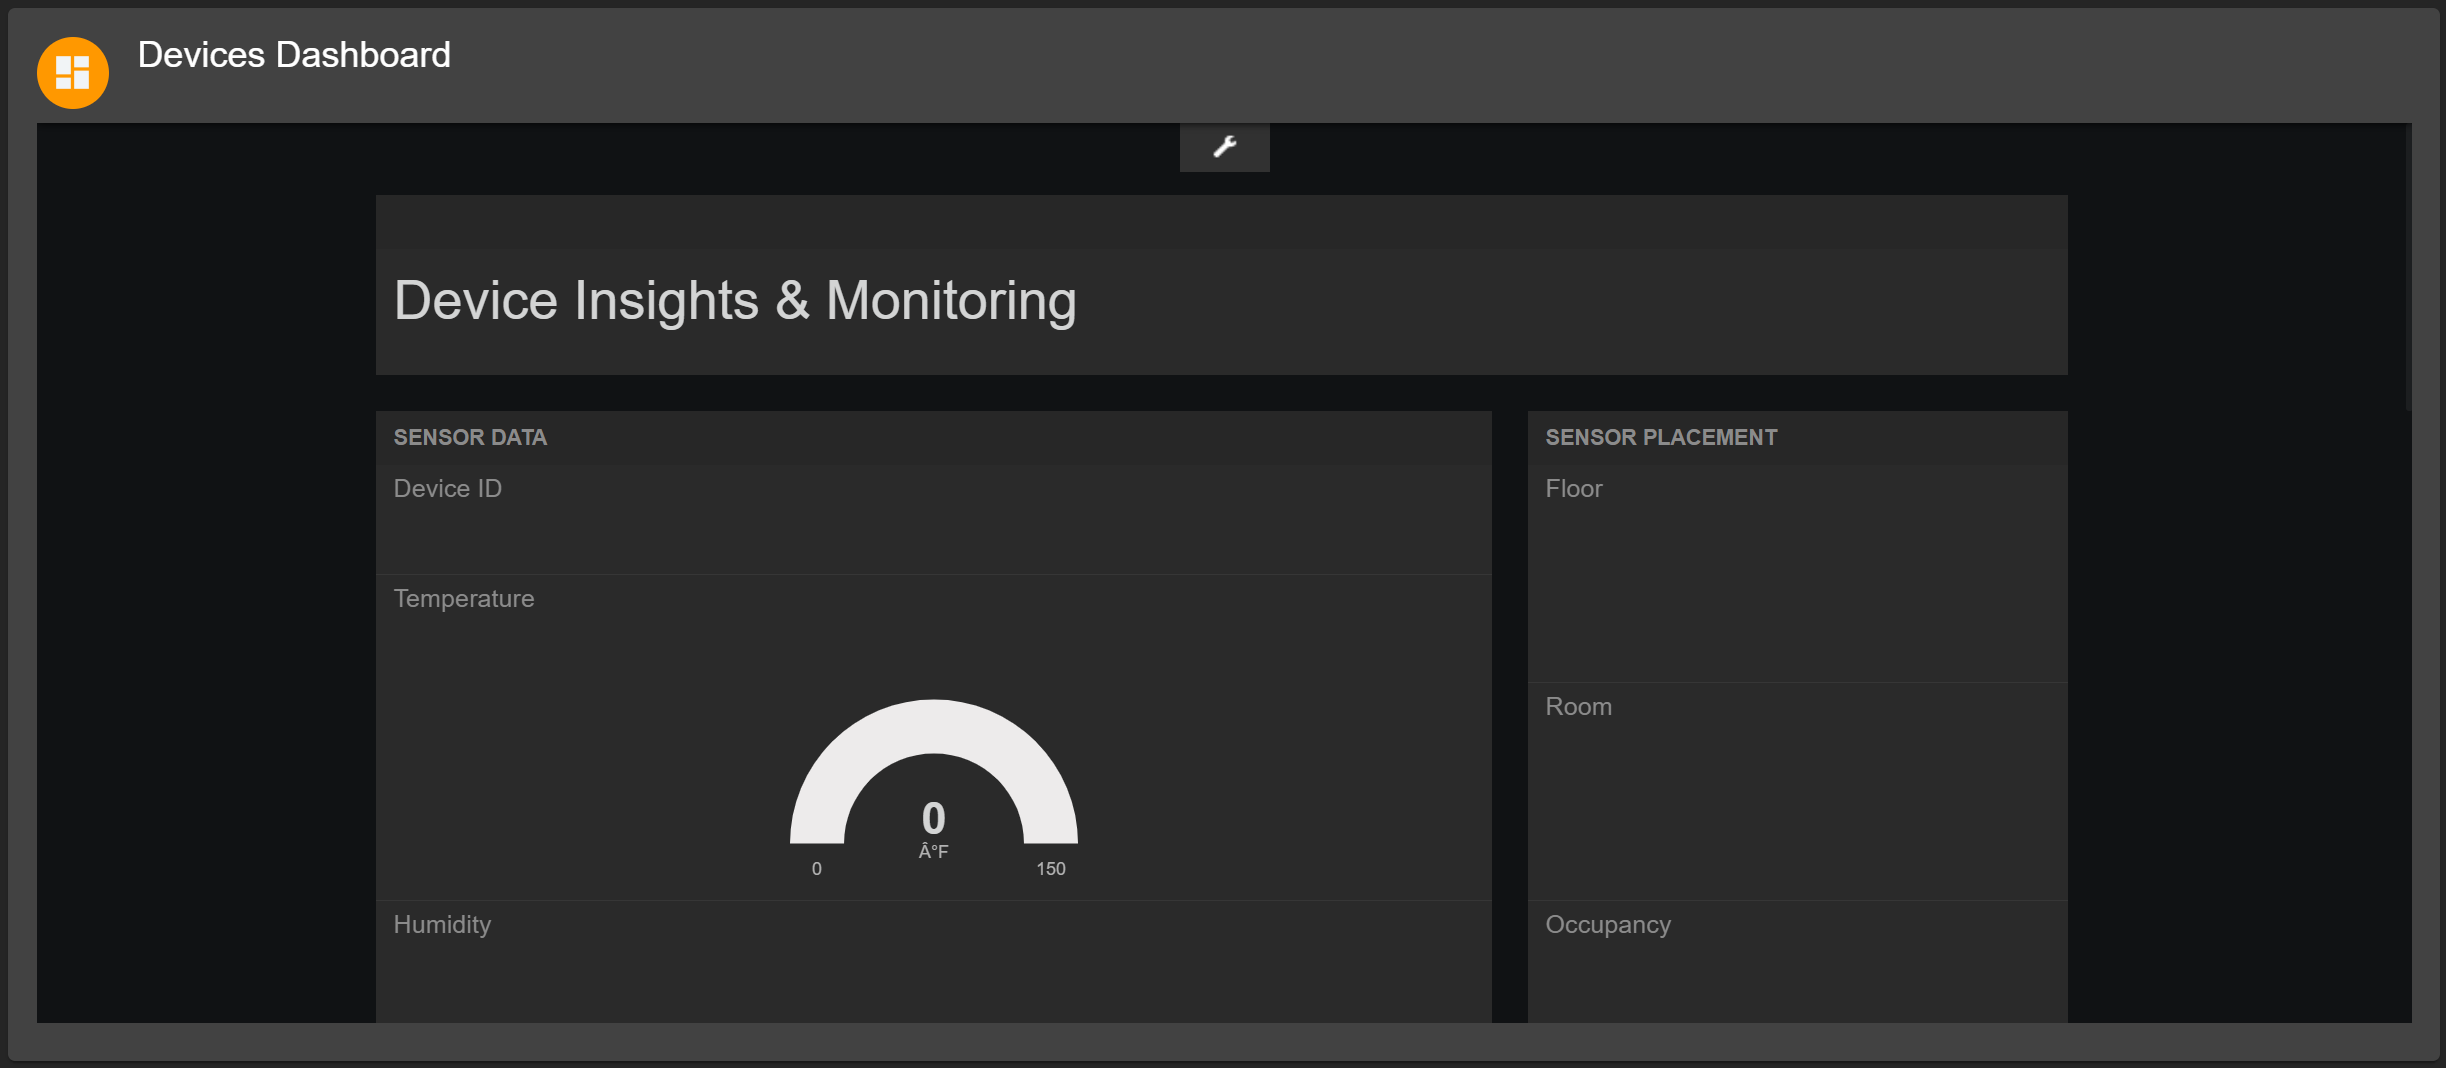 Devices Dashboard
Device Insights & Monitoring
SENSOR DATA
Device ID
Temperature
0
Â°F
0
150
Humidity
SENSOR PLACEMENT
Floor
Room
Occupancy